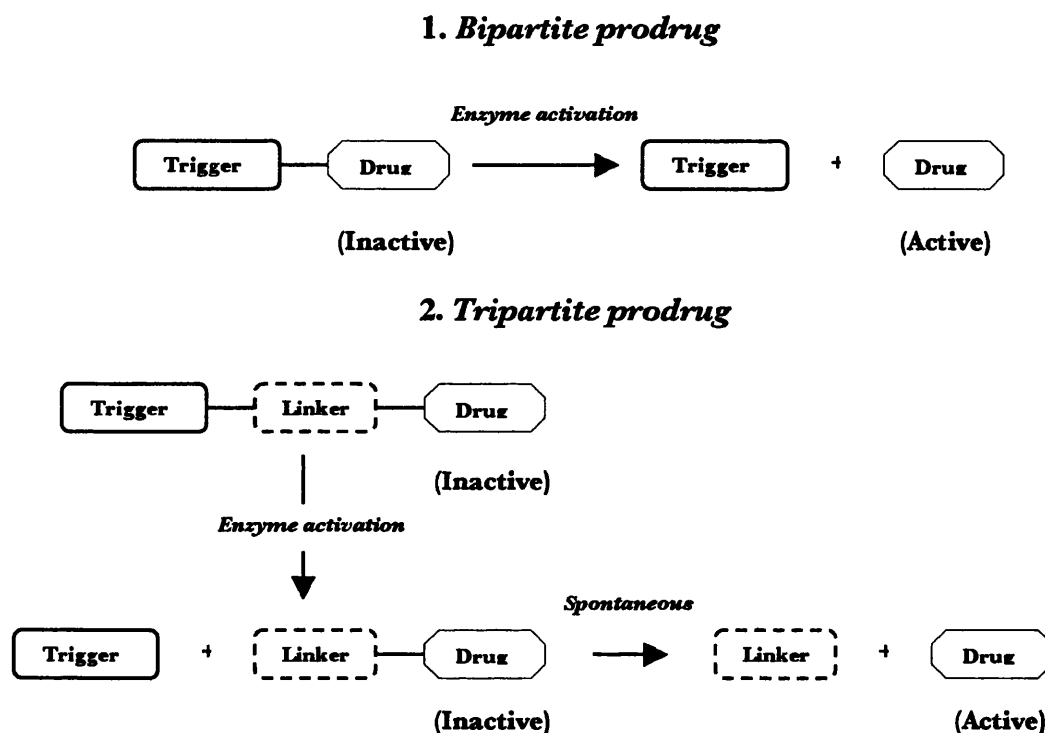 1. Bipartite prodrug
Enzyme activation
Trigger Drug Trigger + Drug
(Inactive) (Active)
2. Tripartite prodrug
Trigger Linker Drug
(Inactive)
Enzyme activation
Spontaneous
Trigger + Linker Drug Linker + Drug
(Inactive) (Active)